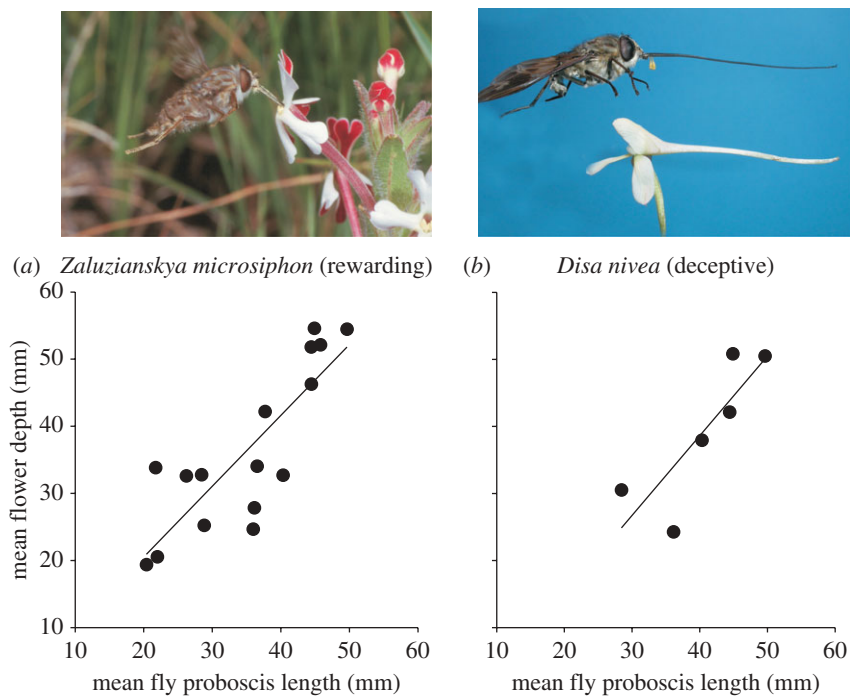 (a) Zaluzianskya microsiphon (rewarding)
(b) Disa nivea (deceptive)
60
50
40
30
20
10
mean flower depth (mm)
10 20 30 40 50 60
mean fly proboscis length (mm)
10 20 30 40 50 60
mean fly proboscis length (mm)